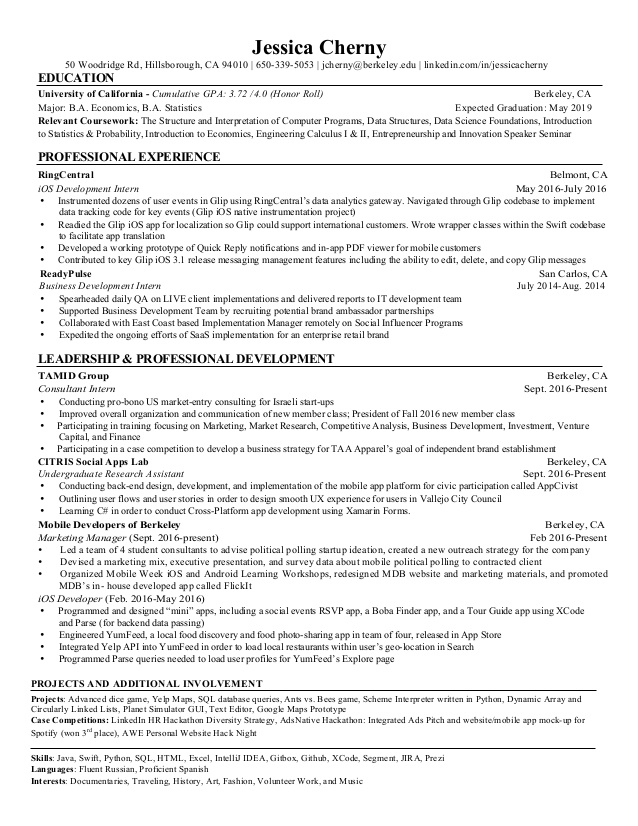 Jessica Cherny
50 Woodridge Rd, Hillsborough, CA 94010 | 650-339-5053 | jcherny@berkeley.edu | linkedin.com/in/jessicacherny
EDUCATION
University of California - Cumulative GPA: 3.72 /4.0 (Honor Roll) Berkeley, CA
Major: B.A. Economics, B.A. Statistics Expected Graduation: May 2019
Relevant Coursework: The Structure and Interpretation of Computer Programs, Data Structures, Data Science Foundations, Introduction
to Statistics & Probability, Introduction to Economics, Engineering Calculus I & II, Entrepreneurship and Innovation Speaker Seminar
PROFESSIONAL EXPERIENCE
RingCentral Belmont, CA
iOS Development Intern May 2016-July 2016
• Instrumented dozens of user events in Glip using RingCentral's data analytics gateway. Navigated through Glip codebase to implement
data tracking code for key events (Glip iOS native instrumentation project)
• Readied the Glip iOS app for localization so Glip could support international customers. Wrote wrapper classes within the Swift codebase
to facilitate app translation
• Developed a working prototype of Quick Reply notifications and in-app PDF viewer for mobile customers
• Contributed to key Glip iOS 3.1 release messaging management features including the ability to edit, delete, and copy Glip messages
ReadyPulse San Carlos, CA
Business Development Intern July 2014-Aug. 2014
• Spearheaded daily QA on LIVE client implementations and delivered reports to IT development team
• Supported Business Development Team by recruiting potential brand ambassador partnerships
• Collaborated with East Coast based Implementation Manager remotely on Social Influencer Programs
• Expedited the ongoing efforts of SaaS implementation for an enterprise retail brand
LEADERSHIP & PROFESSIONAL DEVELOPMENT
TAMID Group Berkeley, CA
Consultant Intern Sept. 2016-Present
• Conducting pro-bono US market-entry consulting for Israeli start-ups
• Improved overall organization and communication of new member class; President of Fall 2016 new member class
• Participating in training focusing on Marketing, Market Research, Competitive Analysis, Business Development, Investment, Venture
Capital, and Finance
• Participating in a case competition to develop a business strategy for TAA Apparel's goal of independent brand establishment
CITRIS Social Apps Lab Berkeley, CA
Undergraduate Research Assistant Sept. 2016-Present
• Conducting back-end design, development, and implementation of the mobile app platform for civic participation called AppCivist
• Outlining user flows and user stories in order to design smooth UX experience for users in Vallejo City Council
• Learning C# in order to conduct Cross-Platform app development using Xamarin Forms.
Mobile Developers of Berkeley Berkeley, CA
Marketing Manager (Sept. 2016-present) Feb 2016-Present
• Led a team of 4 student consultants to advise political polling startup ideation, created a new outreach strategy for the company
• Devised a marketing mix, executive presentation, and survey data about mobile political polling to contracted client
• Organized Mobile Week iOS and Android Learning Workshops, redesigned MDB website and marketing materials, and promoted
MDB's in- house developed app called FlickIt
iOS Developer (Feb. 2016-May 2016)
• Programmed and designed "mini" apps, including a social events RSVP app, a Boba Finder app, and a Tour Guide app using XCode
and Parse (for backend data passing)
• Engineered YumFeed, a local food discovery and food photo-sharing app in team of four, released in App Store
• Integrated Yelp API into YumFeed in order to load local restaurants within user's geo-location in Search
• Programmed Parse queries needed to load user profiles for YumFeed's Explore page
PROJECTS AND ADDITIONAL INVOLVEMENT
Projects: Advanced dice game, Yelp Maps, SQL database queries, Ants vs. Bees game, Scheme Interpreter written in Python, Dynamic Array and
Circularly Linked Lists, Planet Simulator GUI, Text Editor, Google Maps Prototype
Case Competitions: LinkedIn HR Hackathon Diversity Strategy, AdsNative Hackathon: Integrated Ads Pitch and website/mobile app mock-up for
Spotify (won 3rd place), AWE Personal Website Hack Night
Skills: Java, Swift, Python, SQL, HTML, Excel, IntelliJ IDEA, Gitbox, Github, XCode, Segment, JIRA, Prezi
Languages: Fluent Russian, Proficient Spanish
Interests: Documentaries, Traveling, History, Art, Fashion, Volunteer Work, and Music